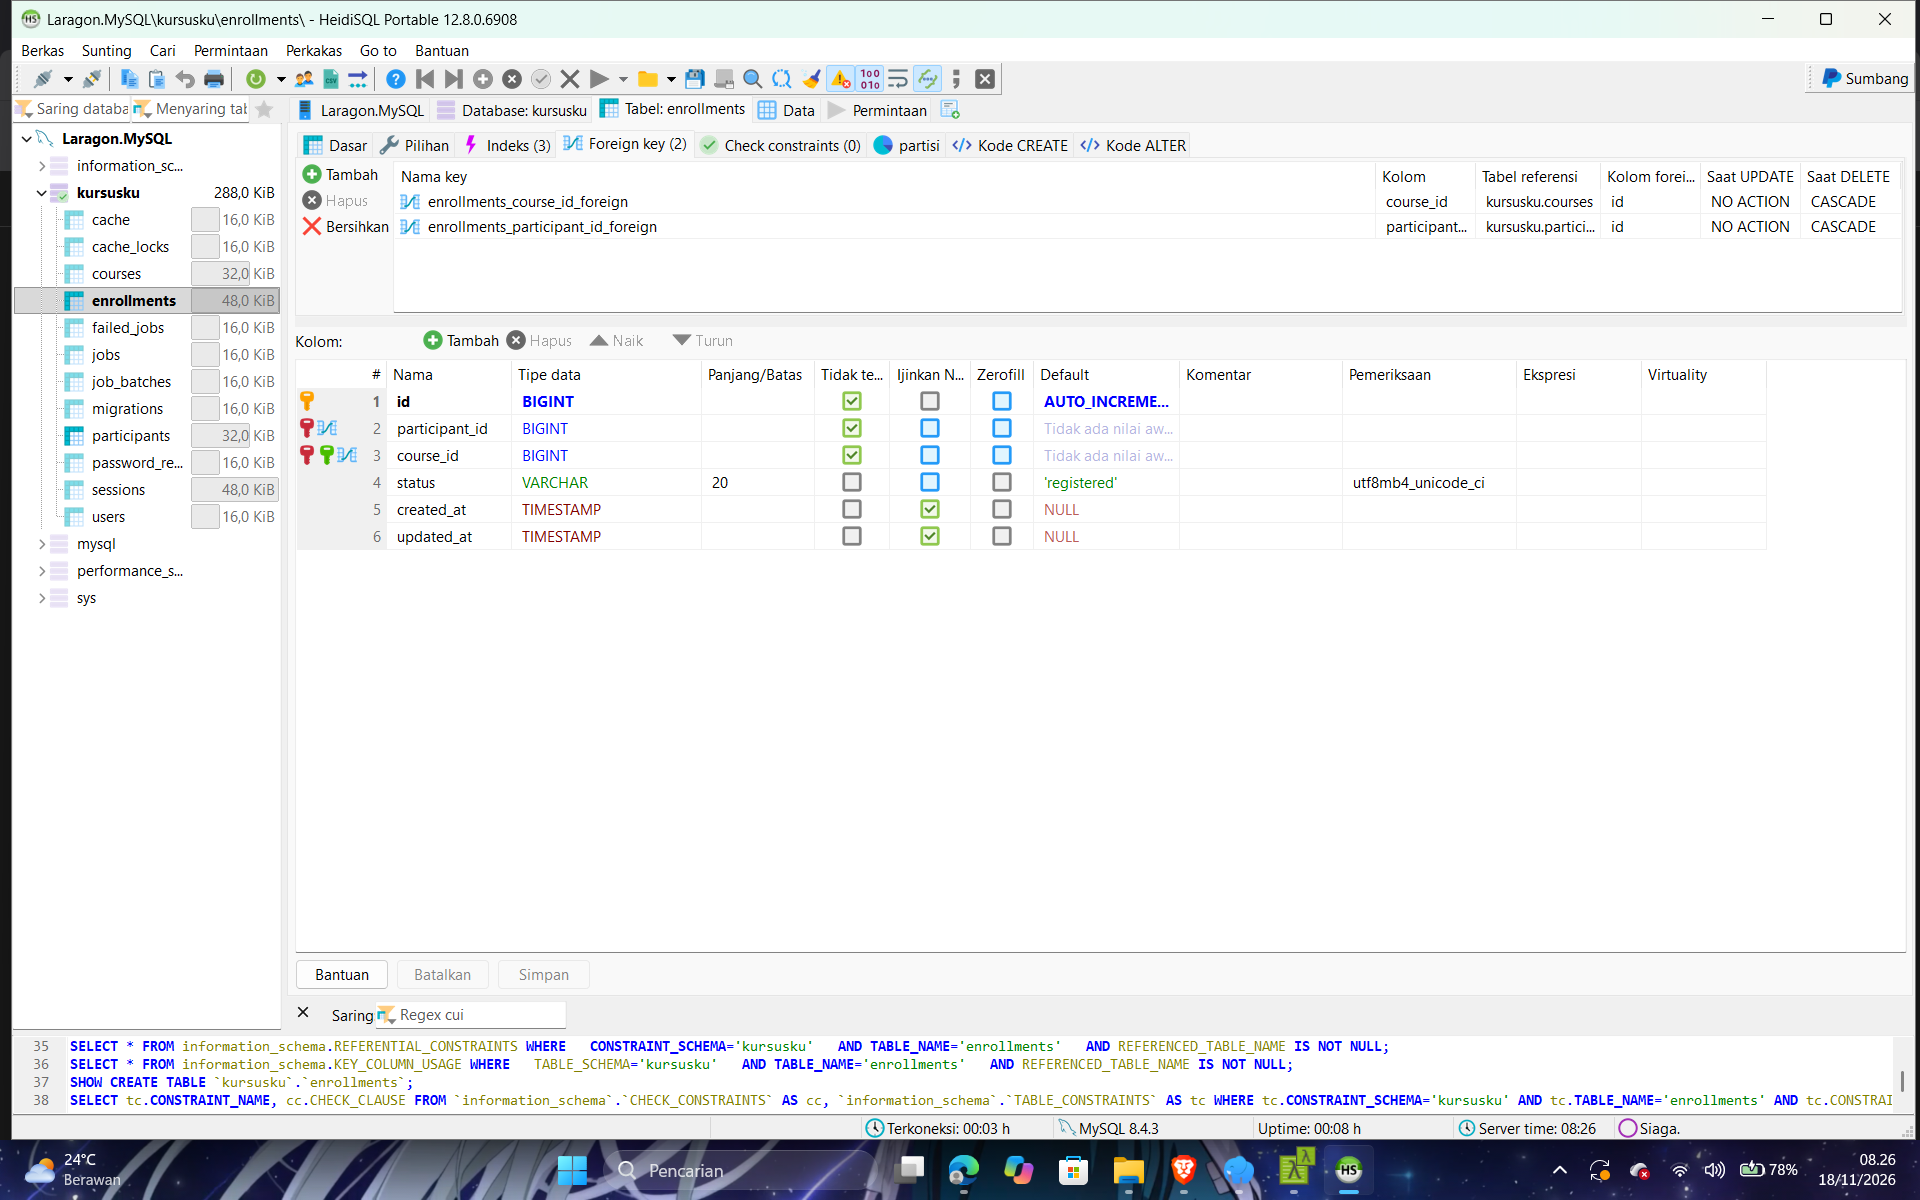 Laragon.MySQL\kursusku\enrollments\ - HeidiSQL Portable 12.8.0.6908
Berkas Sunting Cari Permintaan Perkakas Go to Bantuan
Sumbang
Saring databa Menyaring tab
Laragon.MySQL Database: kursusku Tabel: enrollments Data Permintaan
Laragon.MySQL
information_sc...
kursusku 288,0 KiB
cache 16,0 KiB
cache_locks 16,0 KiB
courses 32,0 KiB
enrollments 48,0 KiB
failed_jobs 16,0 KiB
jobs 16,0 KiB
job_batches 16,0 KiB
migrations 16,0 KiB
participants 32,0 KiB
password_re... 16,0 KiB
sessions 48,0 KiB
users 16,0 KiB
mysql
performance_s...
sys
Dasar Pilihan Indeks (3) Foreign key (2) Check constraints (0) partisi Kode CREATE Kode ALTER
Tambah
Hapus
Bersihkan
Nama key Kolom Tabel referensi Kolom forei... Saat UPDATE Saat DELETE
enrollments_course_id_foreign course_id kursusku.courses id NO ACTION CASCADE
enrollments_participant_id_foreign participant... kursusku.partici... id NO ACTION CASCADE
Kolom: Tambah Hapus Naik Turun
# Nama Tipe data Panjang/Batas Tidak te... Ijinkan N... Zerofill Default Komentar Pemeriksaan Ekspresi Virtuality
1 id BIGINT AUTO_INCREME...
2 participant_id BIGINT Tidak ada nilai aw...
3 course_id BIGINT Tidak ada nilai aw...
4 status VARCHAR 20 'registered' utf8mb4_unicode_ci
5 created_at TIMESTAMP NULL
6 updated_at TIMESTAMP NULL
Bantuan Batalkan Simpan
Saring Regex cui
35 SELECT * FROM information_schema.REFERENTIAL_CONSTRAINTS WHERE CONSTRAINT_SCHEMA='kursusku' AND TABLE_NAME='enrollments' AND REFERENCED_TABLE_NAME IS NOT NULL;
36 SELECT * FROM information_schema.KEY_COLUMN_USAGE WHERE TABLE_SCHEMA='kursusku' AND TABLE_NAME='enrollments' AND REFERENCED_TABLE_NAME IS NOT NULL;
37 SHOW CREATE TABLE `kursusku`.`enrollments`;
38 SELECT tc.CONSTRAINT_NAME, cc.CHECK_CLAUSE FROM `information_schema`.`CHECK_CONSTRAINTS` AS cc, `information_schema`.`TABLE_CONSTRAINTS` AS tc WHERE tc.CONSTRAINT_SCHEMA='kursusku' AND tc.TABLE_NAME='enrollments' AND tc.CONSTRAI
Terkoneksi: 00:03 h MySQL 8.4.3 Uptime: 00:08 h Server time: 08:26 Siaga.
24°C
Berawan
Pencarian
HS
78%
08.26
18/11/2026